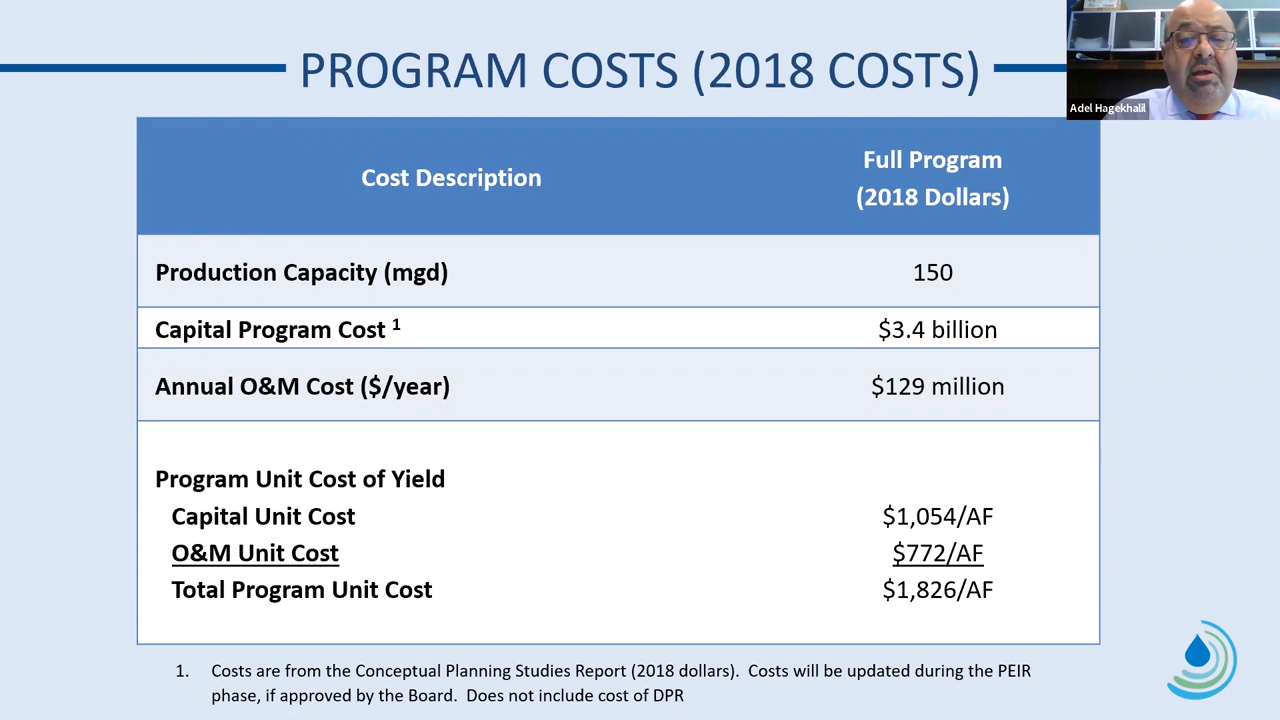 PROGRAM COSTS (2018 COSTS)
Adel Hagekhalil
Cost Description
Full Program
(2018 Dollars)
Production Capacity (mgd) 150
Capital Program Cost 1 $3.4 billion
Annual O&M Cost ($/year) $129 million
Program Unit Cost of Yield
Capital Unit Cost $1,054/AF
O&M Unit Cost $772/AF
Total Program Unit Cost $1,826/AF
1. Costs are from the Conceptual Planning Studies Report (2018 dollars). Costs will be updated during the PEIR
phase, if approved by the Board. Does not include cost of DPR